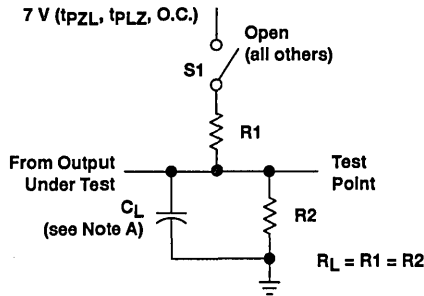 7 V (tPZL, tPLZ, O.C.)
Open
(all others)
S1
R1
From Output
Under Test
Test
Point
CL
(see Note A)
R2
RL = R1 = R2